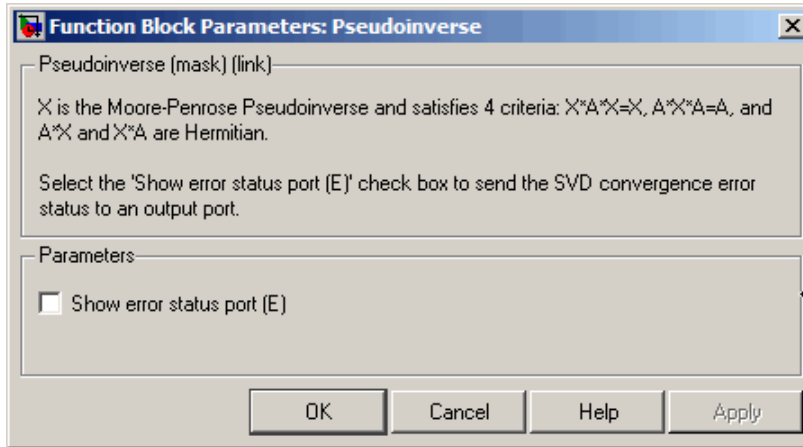 Function Block Parameters: Pseudoinverse
Pseudoinverse (mask) (link)
X is the Moore-Penrose Pseudoinverse and satisfies 4 criteria: X*A*X=X, A*X*A=A, and
A*X and X*A are Hermitian.
Select the 'Show error status port (E)' check box to send the SVD convergence error
status to an output port.
Parameters
Show error status port (E)
OK Cancel Help Apply